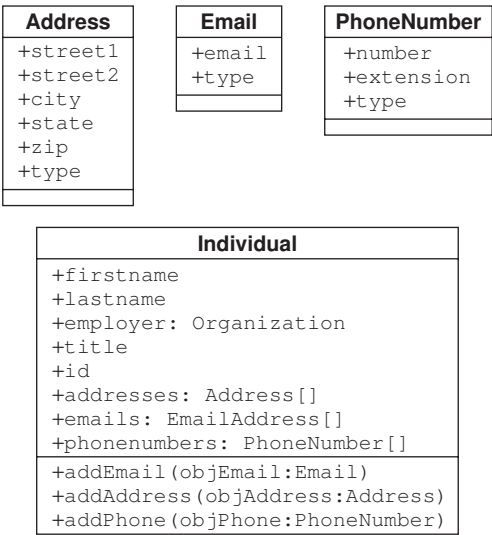 Address
+street1
+street2
+city
+state
+zip
+type
Email
+email
+type
PhoneNumber
+number
+extension
+type
Individual
+firstname
+lastname
+employer: Organization
+title
+id
+addresses: Address[]
+emails: EmailAddress[]
+phonenumbers: PhoneNumber[]
+addEmail(objEmail:Email)
+addAddress(objAddress:Address)
+addPhone(objPhone:PhoneNumber)